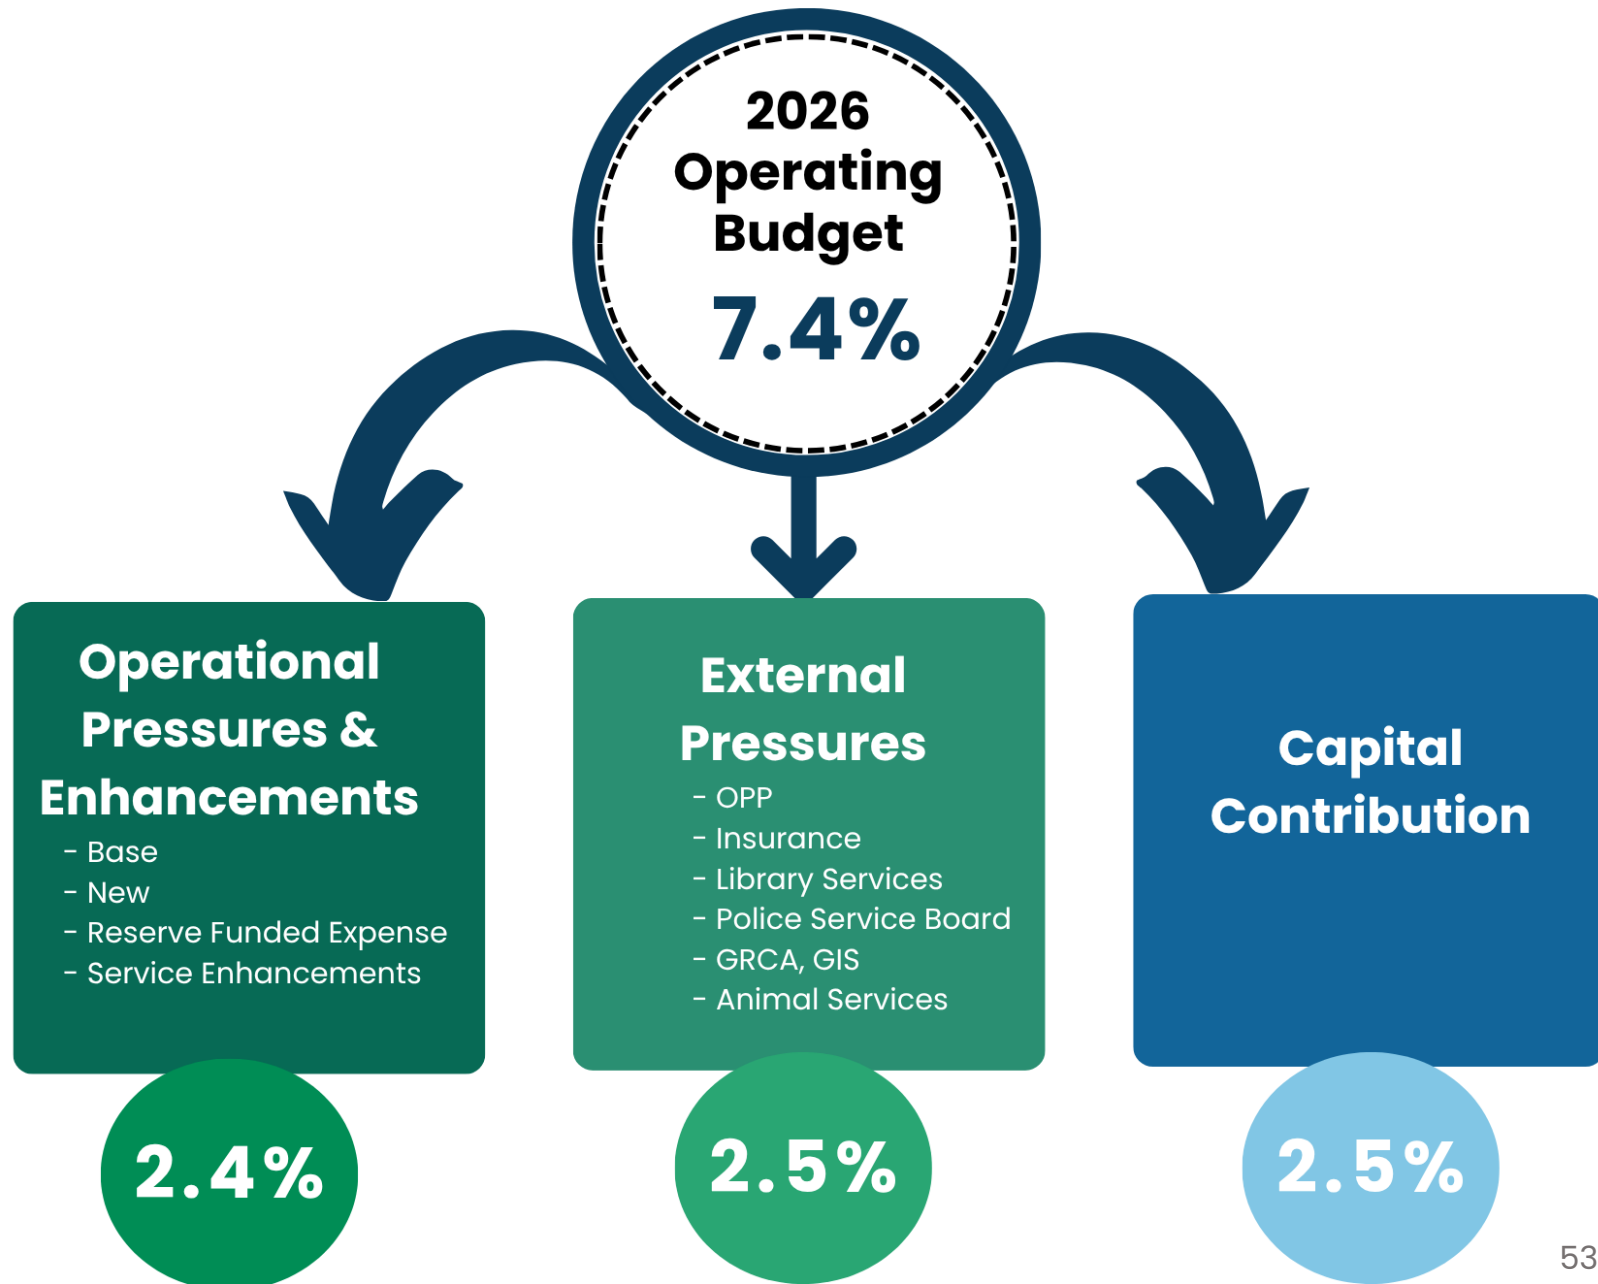 2026
Operating
Budget
7.4%
Operational
Pressures &
Enhancements
- Base
- New
- Reserve Funded Expense
- Service Enhancements
2.4%
External
Pressures
- OPP
- Insurance
- Library Services
- Police Service Board
- GRCA, GIS
- Animal Services
2.5%
Capital
Contribution
2.5%
53